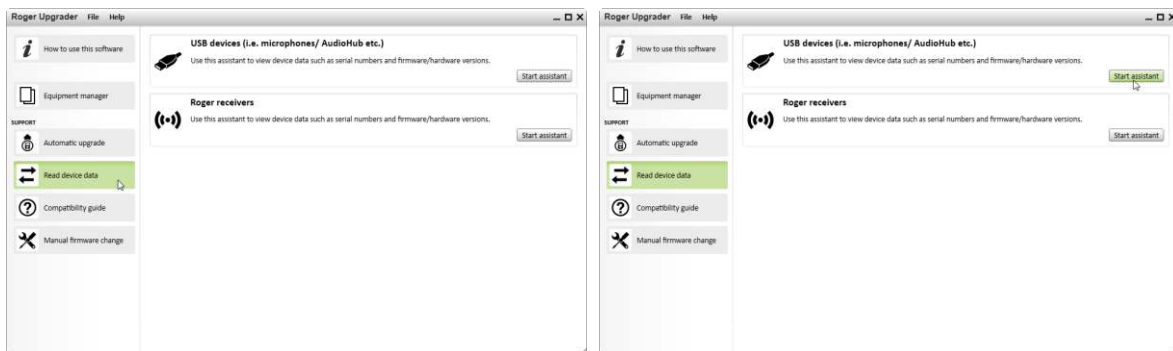 Roger Upgrader File Help
How to use this software
Equipment manager
SUPPORT
Automatic upgrade
Read device data
Compatibility guide
Manual firmware change
USB devices (i.e. microphones/ AudioHub etc.)
Use this assistant to view device data such as serial numbers and firmware/hardware versions.
Start assistant
Roger receivers
Use this assistant to view device data such as serial numbers and firmware/hardware versions.
Start assistant
Roger Upgrader File Help
How to use this software
Equipment manager
SUPPORT
Automatic upgrade
Read device data
Compatibility guide
Manual firmware change
USB devices (i.e. microphones/ AudioHub etc.)
Use this assistant to view device data such as serial numbers and firmware/hardware versions.
Start assistant
Roger receivers
Use this assistant to view device data such as serial numbers and firmware/hardware versions.
Start assistant